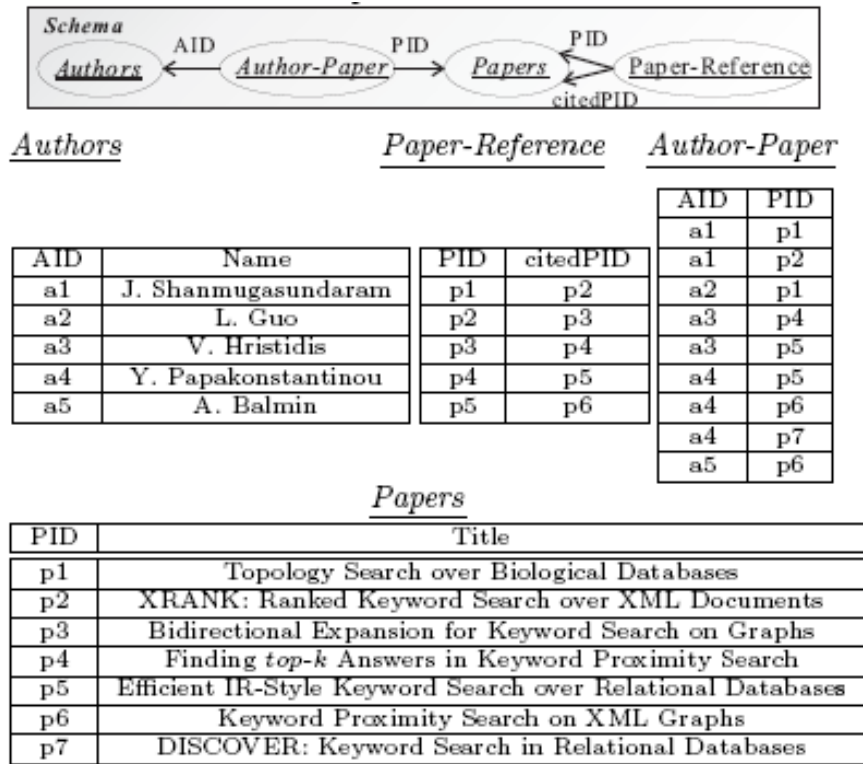 Schema
AID PID PID
Authors Author-Paper Papers Paper-Reference
citedPID
Authors Paper-Reference Author-Paper
AID PID
a1 p1
a1 p2
a2 p1
a3 p4
a3 p5
a4 p5
a4 p6
a4 p7
a5 p6
AID Name
a1 J. Shanmugasundaram
a2 L. Guo
a3 V. Hristidis
a4 Y. Papakonstantinou
a5 A. Balmin
PID citedPID
p1 p2
p2 p3
p3 p4
p4 p5
p5 p6
Papers
PID Title
p1 Topology Search over Biological Databases
p2 XRANK: Ranked Keyword Search over XML Documents
p3 Bidirectional Expansion for Keyword Search on Graphs
p4 Finding top-k Answers in Keyword Proximity Search
p5 Efficient IR-Style Keyword Search over Relational Databases
p6 Keyword Proximity Search on XML Graphs
p7 DISCOVER: Keyword Search in Relational Databases